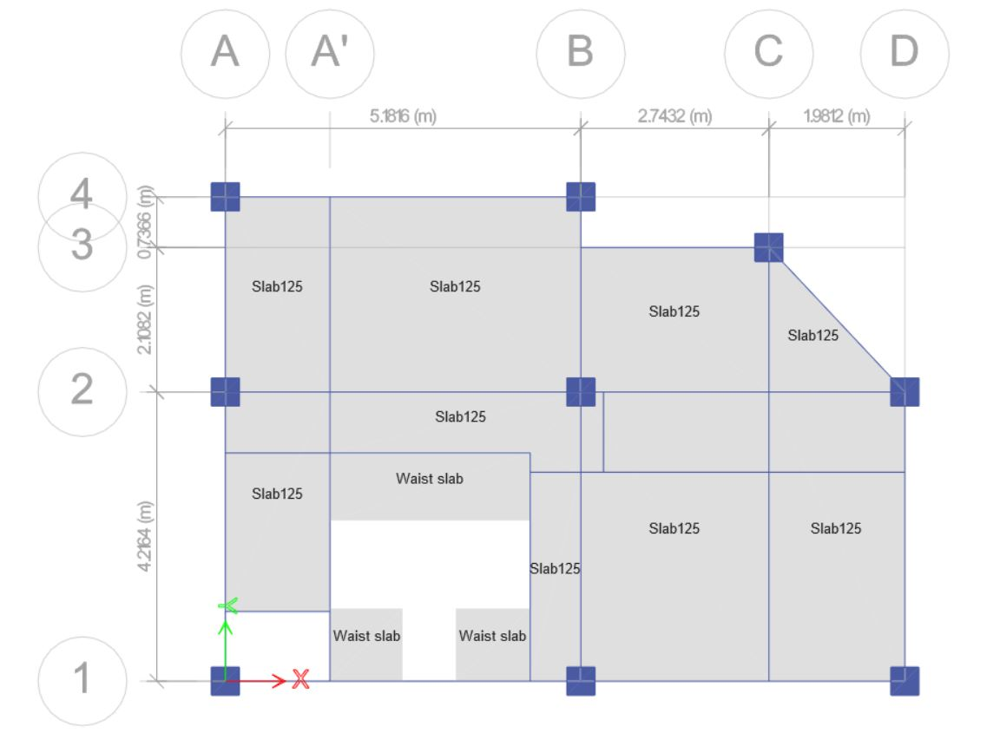 A A' B C D
5.1816 (m) 2.7432 (m) 1.9812 (m)
4
0.7366 (m)
3
Slab125 Slab125
Slab125
2.1082 (m)
Slab125
2
Slab125
Waist slab
Slab125
4.2164 (m)
Slab125 Slab125
Slab125
Y
Waist slab Waist slab
1
X